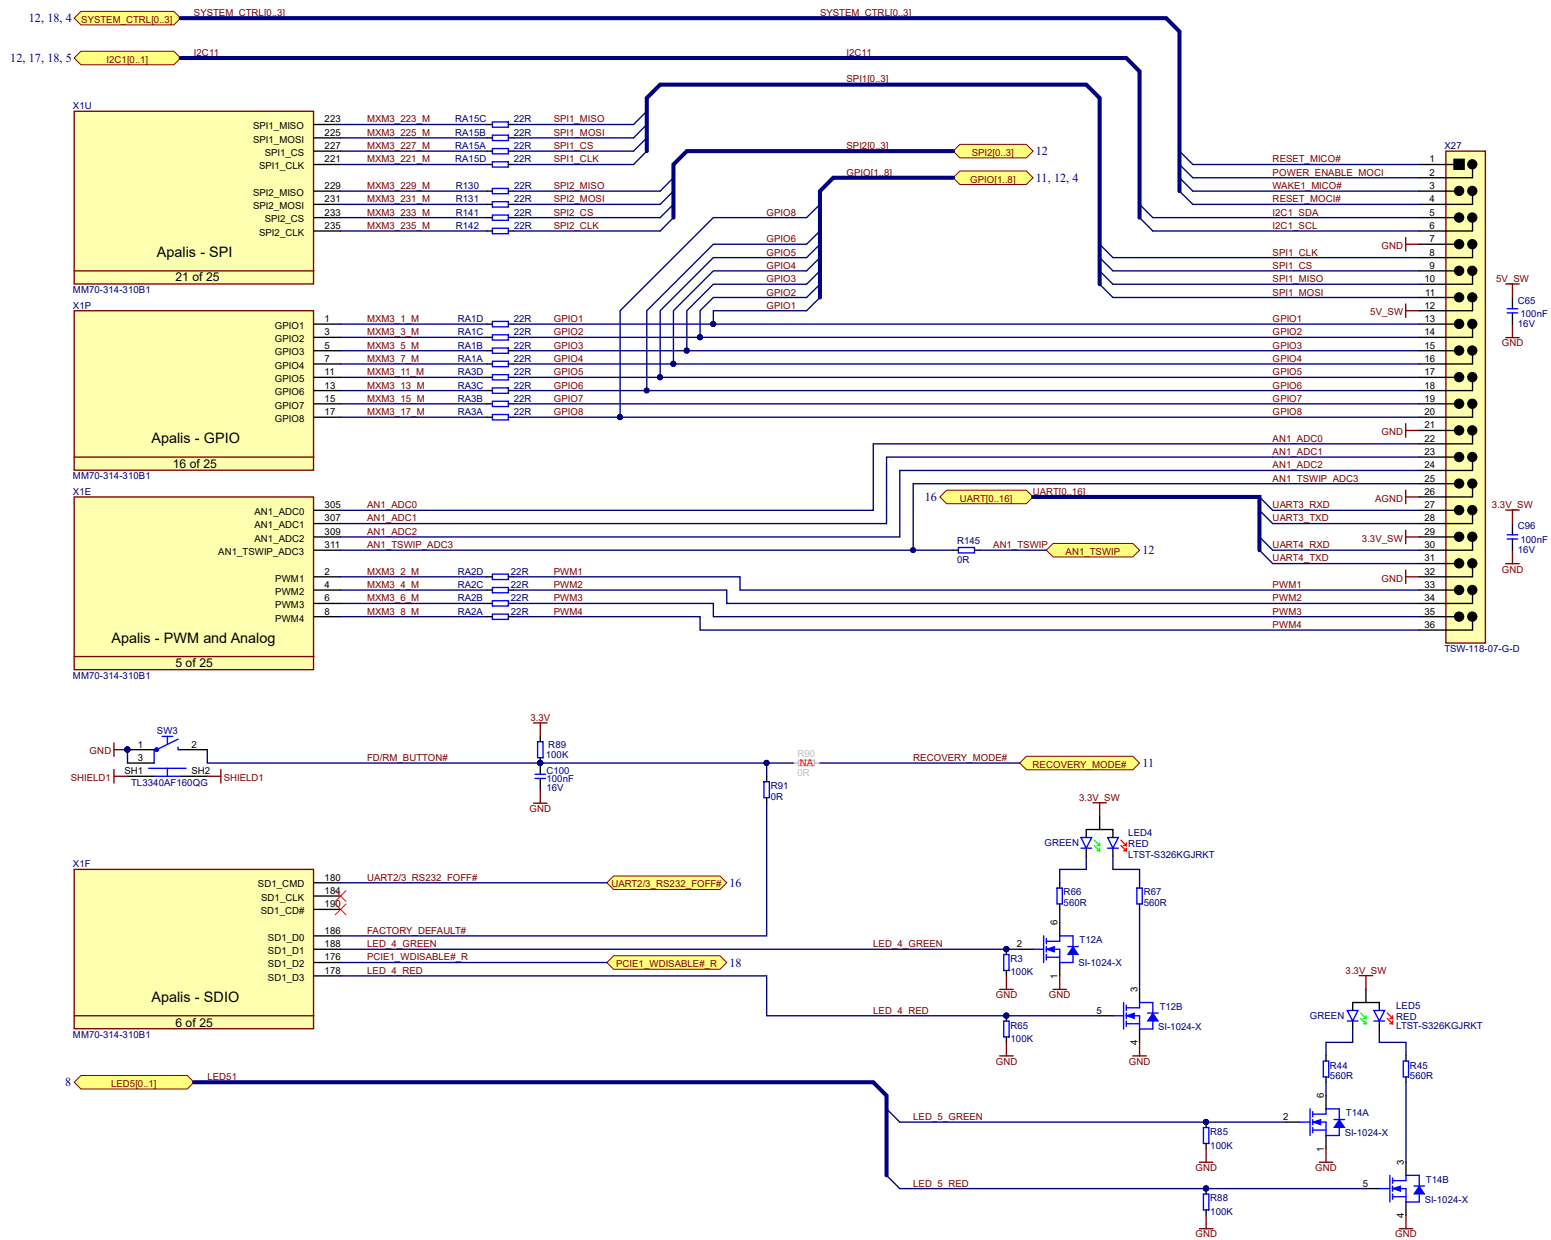 12, 18, 4 SYSTEM_CTRL[0..3] SYSTEM_CTRL[0..3] SYSTEM_CTRL[0..3]
12, 17, 18, 5 I2C1[0..1] I2C11 I2C11
SPI1[0..3]
X1U
SPI1_MISO 223 MXM3_223_M RA15C 22R SPI1_MISO
SPI1_MOSI 225 MXM3_225_M RA15B 22R SPI1_MOSI
SPI1_CS 227 MXM3_227_M RA15A 22R SPI1_CS
SPI1_CLK 221 MXM3_221_M RA15D 22R SPI1_CLK
SPI2_MISO 229 MXM3_229_M R130 22R SPI2_MISO
SPI2_MOSI 231 MXM3_231_M R131 22R SPI2_MOSI
SPI2_CS 233 MXM3_233_M R141 22R SPI2_CS
SPI2_CLK 235 MXM3_235_M R142 22R SPI2_CLK
Apalis - SPI
21 of 25
MM70-314-310B1
SPI2[0..3] SPI2[0..3] 12
GPIO[1..8] GPIO[1..8] 11, 12, 4
GPIO8
GPIO6
GPIO5
GPIO4
GPIO3
GPIO2
GPIO1
X1P
GPIO1 1 MXM3_1_M RA1D 22R GPIO1
GPIO2 3 MXM3_3_M RA1C 22R GPIO2
GPIO3 5 MXM3_5_M RA1B 22R GPIO3
GPIO4 7 MXM3_7_M RA1A 22R GPIO4
GPIO5 11 MXM3_11_M RA3D 22R GPIO5
GPIO6 13 MXM3_13_M RA3C 22R GPIO6
GPIO7 15 MXM3_15_M RA3B 22R GPIO7
GPIO8 17 MXM3_17_M RA3A 22R GPIO8
Apalis - GPIO
16 of 25
MM70-314-310B1
X1E
AN1_ADC0 305 AN1_ADC0
AN1_ADC1 307 AN1_ADC1
AN1_ADC2 309 AN1_ADC2
AN1_TSWIP_ADC3 311 AN1_TSWIP_ADC3
R145
0R
AN1_TSWIP AN1_TSWIP 12
PWM1 2 MXM3_2_M RA2D 22R PWM1
PWM2 4 MXM3_4_M RA2C 22R PWM2
PWM3 6 MXM3_6_M RA2B 22R PWM3
PWM4 8 MXM3_8_M RA2A 22R PWM4
Apalis - PWM and Analog
5 of 25
MM70-314-310B1
16 UART[0..16] UART[0..16]
X27
RESET_MICO# 1
POWER_ENABLE_MOCI 2
WAKE1_MICO# 3
RESET_MOCI# 4
I2C1_SDA 5
I2C1_SCL 6
GND 7
SPI1_CLK 8
SPI1_CS 9
SPI1_MISO 10
SPI1_MOSI 11
5V_SW 12
GPIO1 13
GPIO2 14
GPIO3 15
GPIO4 16
GPIO5 17
GPIO6 18
GPIO7 19
GPIO8 20
GND 21
AN1_ADC0 22
AN1_ADC1 23
AN1_ADC2 24
AN1_TSWIP_ADC3 25
AGND 26
UART3_RXD 27
UART3_TXD 28
3.3V_SW 29
UART4_RXD 30
UART4_TXD 31
GND 32
PWM1 33
PWM2 34
PWM3 35
PWM4 36
TSW-118-07-G-D
5V_SW
C65
100nF
16V
GND
3.3V_SW
C96
100nF
16V
GND
SW3
GND 1 2
3
SHIELD1 SH1 SH2 SHIELD1
TL3340AF160QG
FD/RM_BUTTON#
3.3V
R89
100K
C100
100nF
16V
GND
R90
NA
0R
R91
0R
RECOVERY_MODE# RECOVERY_MODE# 11
X1F
SD1_CMD 180 UART2/3_RS232_FOFF# UART2/3_RS232_FOFF# 16
SD1_CLK 184
SD1_CD# 190
SD1_D0 186 FACTORY_DEFAULT#
SD1_D1 188 LED_4_GREEN LED_4_GREEN
SD1_D2 176 PCIE1_WDISABLE#_R PCIE1_WDISABLE#_R 18
SD1_D3 178 LED_4_RED
LED_4_RED
Apalis - SDIO
6 of 25
MM70-314-310B1
3.3V_SW
GREEN
LED4
RED
LTST-S326KGJRKT
R66
560R
R67
560R
6
2
T12A
SI-1024-X
1
GND
R3
100K
GND
3
5
T12B
SI-1024-X
4
GND
R65
100K
GND
8 LED5[0..1] LED51
LED_5_GREEN
LED_5_RED
3.3V_SW
GREEN
LED5
RED
LTST-S326KGJRKT
R44
560R
R45
560R
6
2
T14A
SI-1024-X
1
GND
R85
100K
GND
3
5
T14B
SI-1024-X
4
GND
R88
100K
GND